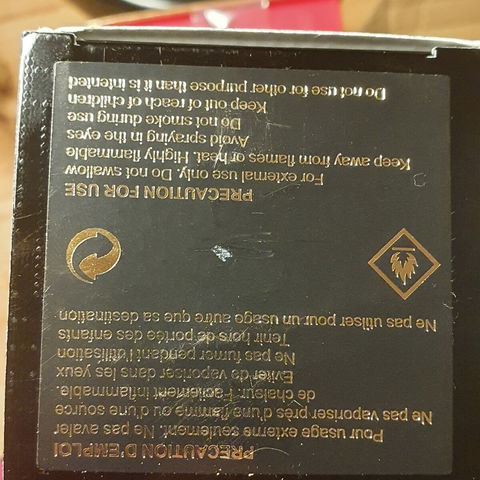 PRECAUTION D'EMPLOI
Pour usage externe seulement. Ne pas avaler
Ne pas vaporiser près d'une flamme ou d'une source
de chaleur. Facilement inflammable.
Eviter de vaporiser dans les yeux
Ne pas fumer pendant l'utilisation
Tenir hors de portée des enfants
Ne pas utiliser pour un usage autre que sa destination
PRECAUTION FOR USE
For external use only. Do not swallow
Keep away from flames or heat. Highly flammable
Avoid spraying in the eyes
Do not smoke during use
Keep out of reach of children
Do not use for other purpose than it is intented